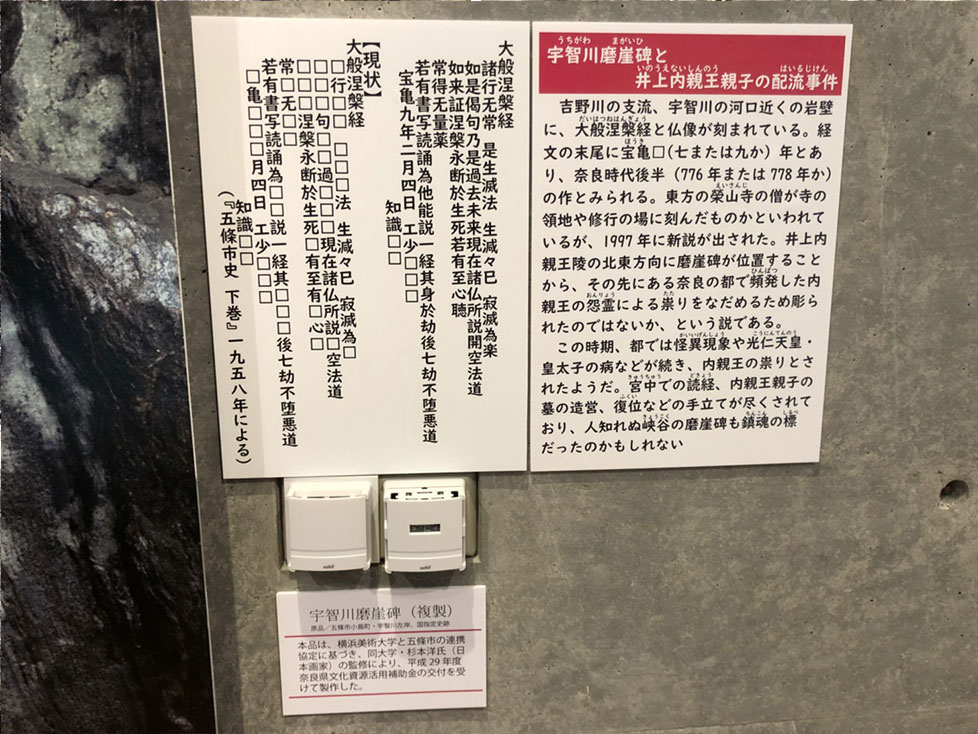 宇智川磨崖碑と
井上内親王親子の配流事件
吉野川の支流、宇智川の河口近くの岩壁
に、大般涅槃経と仏像が刻まれている。経
文の末尾に宝亀□(七または九か)年とあ
り、奈良時代後半(776年または778年か)
の作とみられる。東方の榮山寺の僧が寺の
領地や修行の場に刻んだものかといわれて
いるが、1997年に新説が出された。井上内
親王陵の北東方向に磨崖碑が位置すること
から、その先にある奈良の都で頻発した内
親王の怨霊による祟りをなだめるため彫ら
れたのではないか、という説である。
この時期、都では怪異現象や光仁天皇・
皇太子の病などが続き、内親王の祟りとさ
れたようだ。宮中での読経、内親王親子の
墓の造営、復位などの手立てが尽くされて
おり、人知れぬ峡谷の磨崖碑も鎮魂の標
だったのかもしれない
大般涅槃経
諸行无常 是生滅法 生滅々巳 寂滅為楽
如是偈句乃是過去未来現在諸仏所説開空法道
如来証涅槃永断於生死若有至心聴
常得无量薬
若有書写読誦為他能説一経其身於劫後七劫不堕悪道
宝亀九年二月四日 工少□□□
知識□□
【現状】
大般涅槃経
□行□□ □□□法 生滅々巳 寂滅為□
□□□句□□過□□□現在諸仏所説□空法道
□□□涅槃永断於生死□有至有□心□
常□无□□
若有書写読誦為□□説一経其□□□後七劫不堕悪道
□亀□□□月四日 工少□□□
知識□□
(『五條市史 下巻』一九五八年による)
宇智川磨崖碑(複製)
原品/五條市小島町・宇智川左岸、国指定史跡
本品は、横浜美術大学と五條市の連携
協定に基づき、同大学・杉本洋氏(日
本画家)の監修により、平成29年度
奈良県文化資源活用補助金の交付を受
けて製作した。